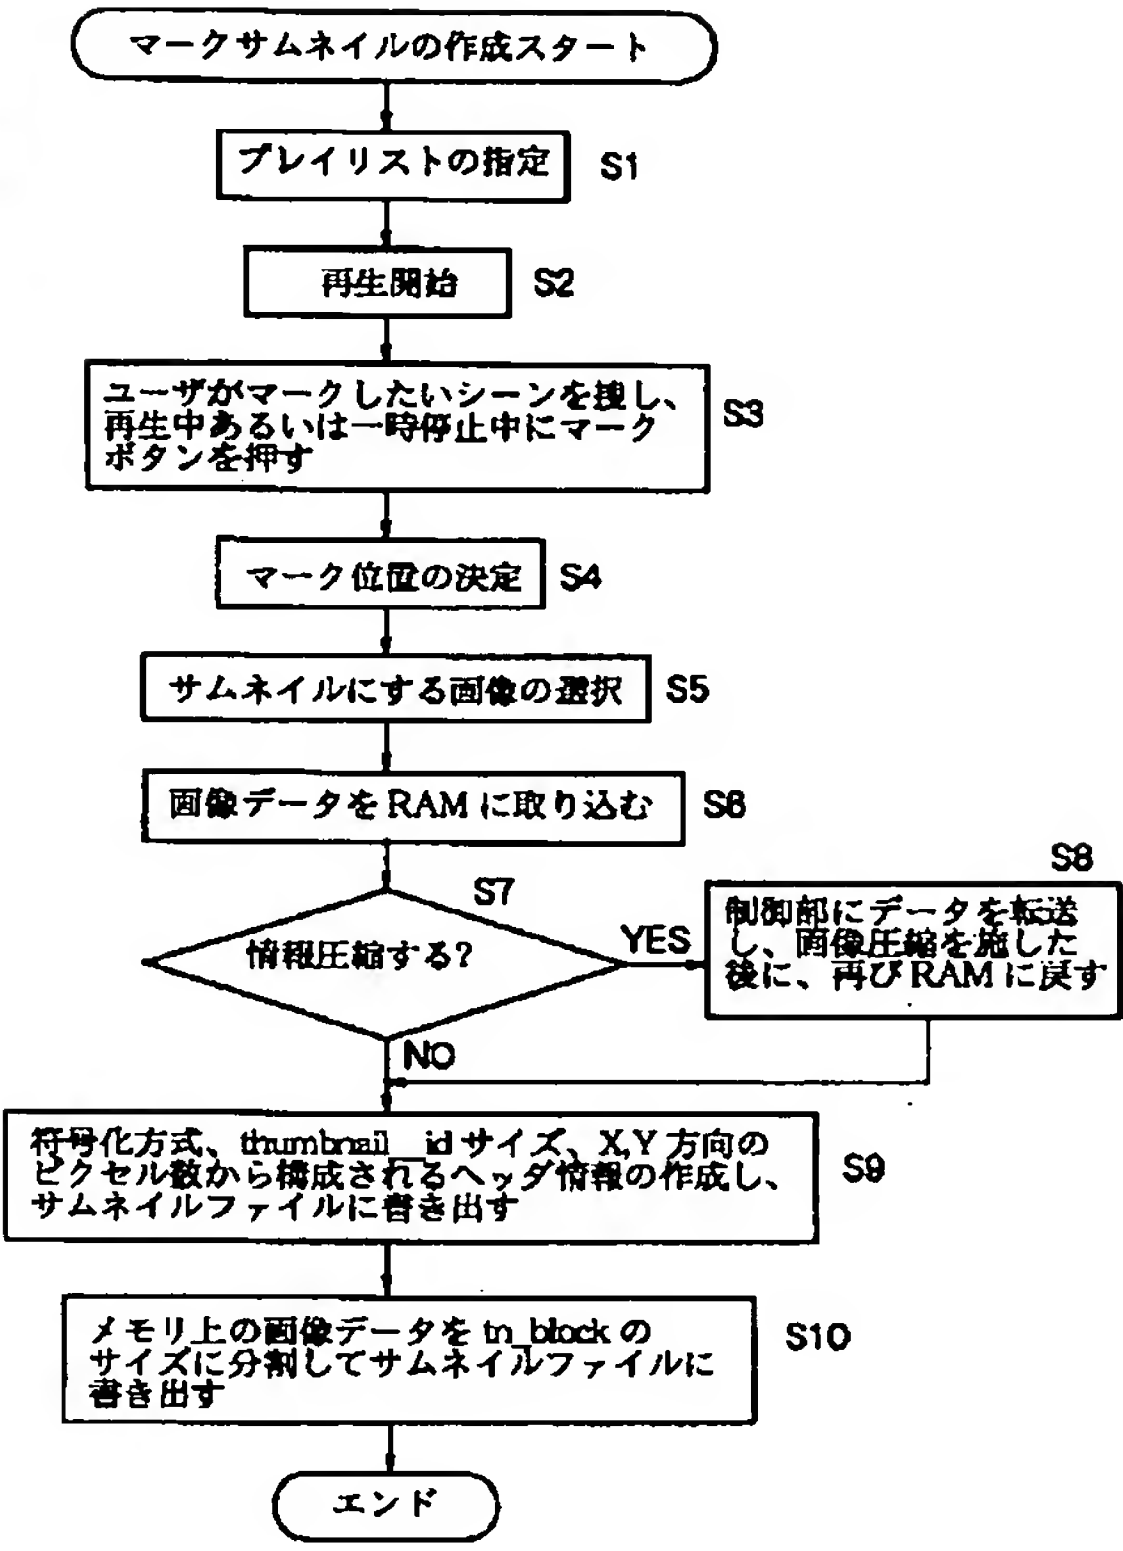 マークサムネイルの作成スタート
プレイリストの指定
S1
再生開始
S2
ユーザがマークしたいシーンを捜し、
再生中あるいは一時停止中にマーク
ボタンを押す
S3
マーク位置の決定
S4
サムネイルにする画像の選択
S5
画像データをRAMに取り込む
S6
S7
情報圧縮する?
YES
S8
制御部にデータを転送
し、画像圧縮を施した
後に、再びRAMに戻す
NO
符号化方式、thumbnail_idサイズ、X,Y方向の
ピクセル数から構成されるヘッダ情報の作成し、
サムネイルファイルに書き出す
S9
メモリ上の画像データをtn_blockの
サイズに分割してサムネイルファイルに
書き出す
S10
エンド